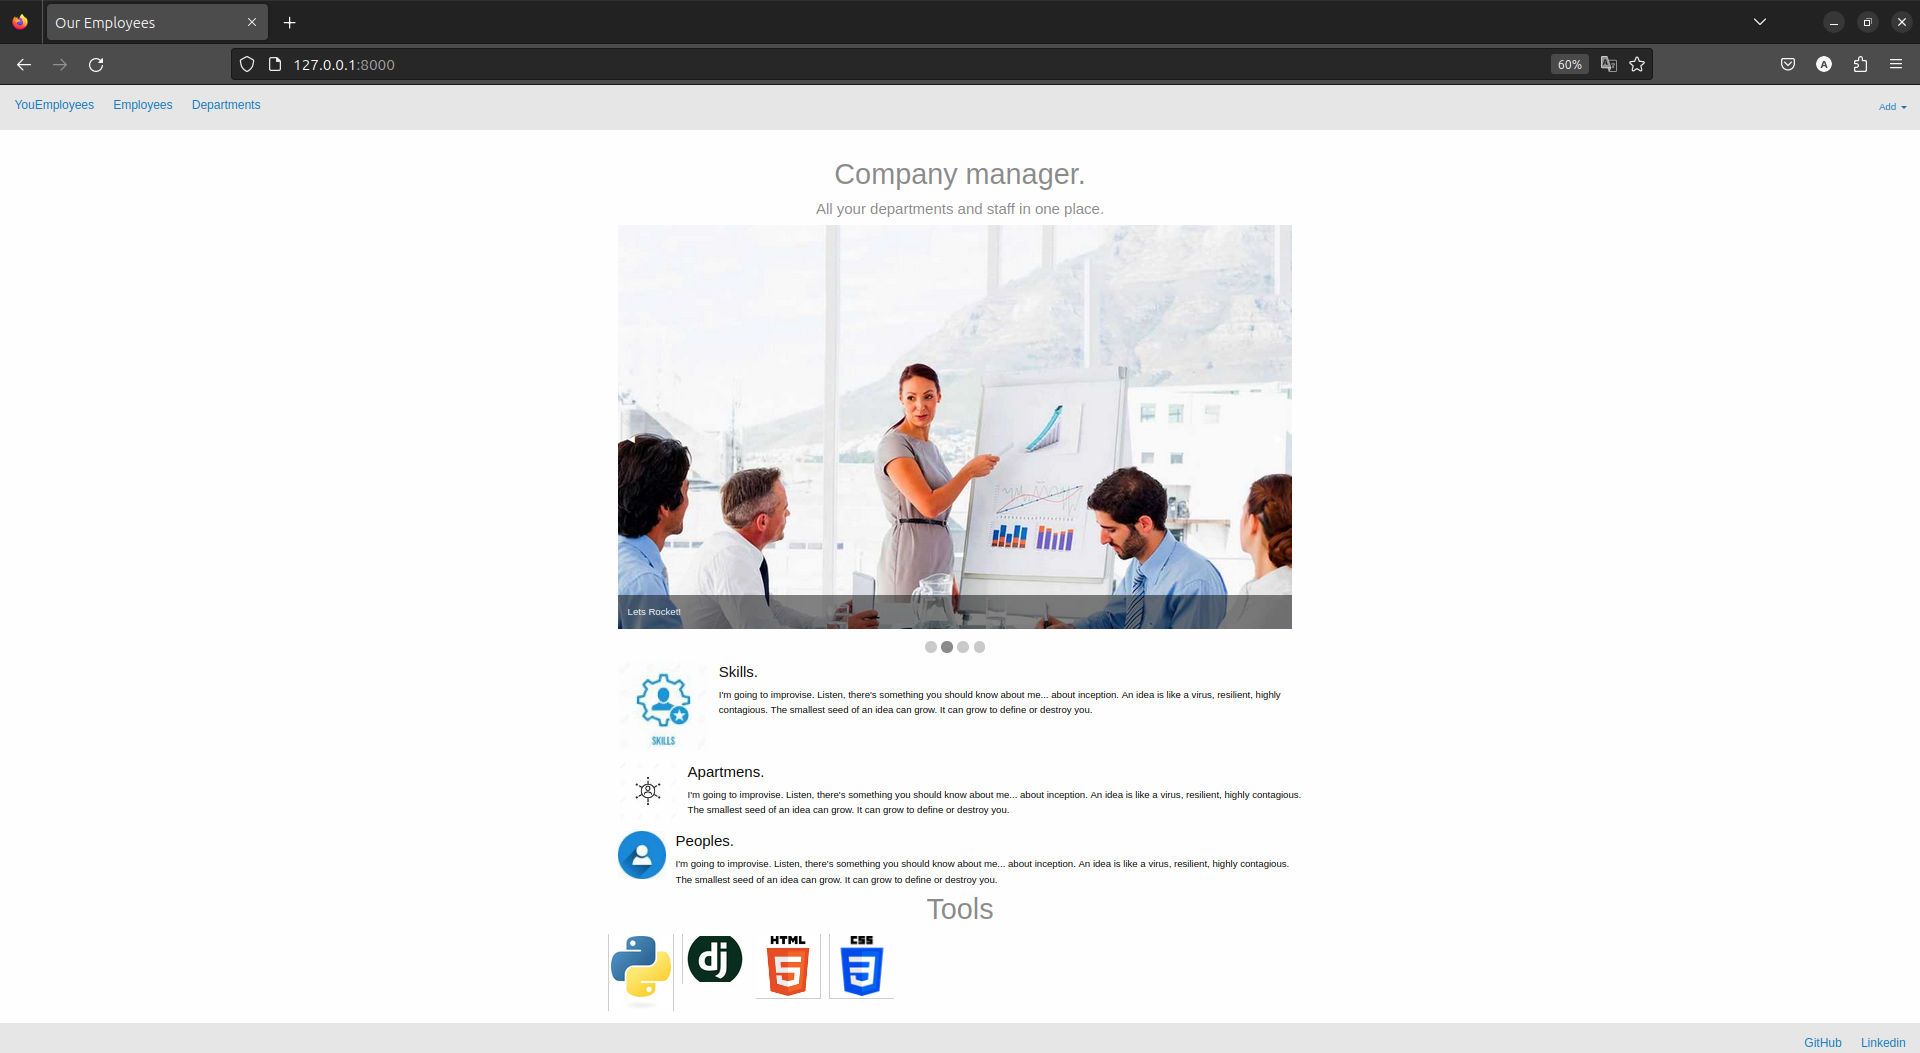 Our Employees
127.0.0.1:8000
60%
YouEmployees Employees Departments Add
Company manager.
All your departments and staff in one place.
Lets Rocket!
SKILLS
Skills.
I'm going to improvise. Listen, there's something you should know about me... about inception. An idea is like a virus, resilient, highly
contagious. The smallest seed of an idea can grow. It can grow to define or destroy you.
Apartmens.
I'm going to improvise. Listen, there's something you should know about me... about inception. An idea is like a virus, resilient, highly contagious.
The smallest seed of an idea can grow. It can grow to define or destroy you.
Peoples.
I'm going to improvise. Listen, there's something you should know about me... about inception. An idea is like a virus, resilient, highly contagious.
The smallest seed of an idea can grow. It can grow to define or destroy you.
Tools
dj
HTML
5
CSS
3
GitHub Linkedin